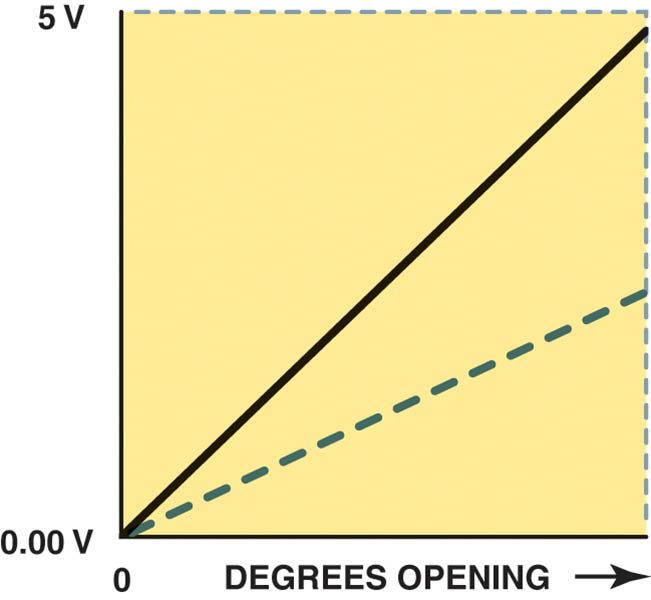 5 V
0.00 V
0
DEGREES OPENING